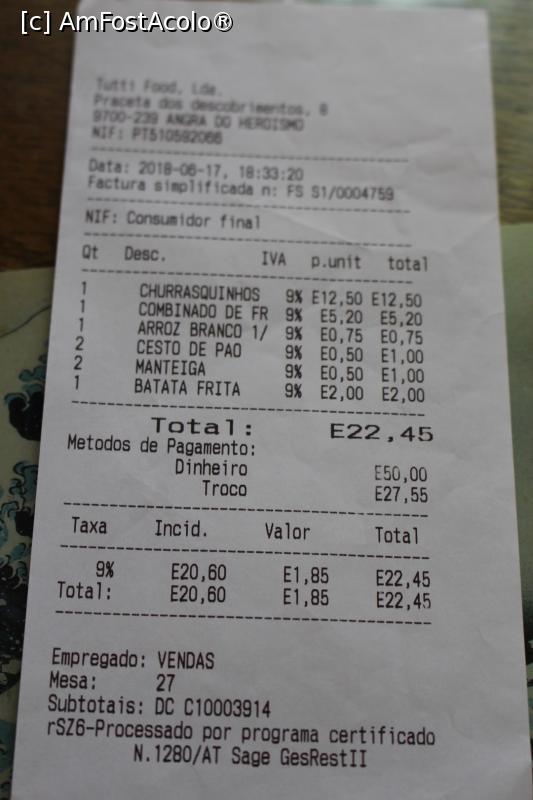 [c] AmFostAcolo®
Tutti Food, Lda.
Praceta dos descobrimentos, 8
9700-239 ANGRA DO HEROISMO
NIF: PT510592066
Data: 2018-06-17, 18:33:20
Factura simplificada n: FS S1/0004759
NIF: Consumidor final
Qt Desc. IVA p.unit total
1 CHURRASQUINHOS 9% E12,50 E12,50
1 COMBINADO DE FR 9% E5,20 E5,20
1 ARROZ BRANCO 1/ 9% E0,75 E0,75
2 CESTO DE PAO 9% E0,50 E1,00
2 MANTEIGA 9% E0,50 E1,00
1 BATATA FRITA 9% E2,00 E2,00
Total: E22,45
Metodos de Pagamento:
Dinheiro E50,00
Troco E27,55
Taxa Incid. Valor Total
9% E20,60 E1,85 E22,45
Total: E20,60 E1,85 E22,45
Empregado: VENDAS
Mesa: 27
Subtotais: DC C10003914
rSZ6-Processado por programa certificado
N.1280/AT Sage GesRestII